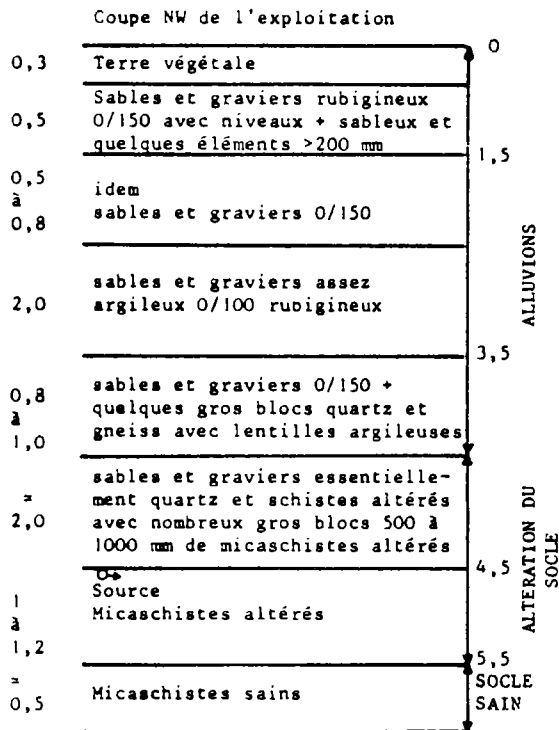 Coupe NW de l'exploitation
0
0,3 Terre végétale
Sables et graviers rubigineux
0,5 0/150 avec niveaux + sableux et
quelques éléments >200 mm
1,5
0,5
à
0,8
idem
sables et graviers 0/150
sables et graviers assez
2,0 argileux 0/100 rubigineux
ALLUVIONS
3,5
0,8
à
1,0
sables et graviers 0/150 +
quelques gros blocs quartz et
gneiss avec lentilles argileuses
≃
2,0
sables et graviers essentielle-
ment quartz et schistes altérés
avec nombreux gros blocs 500 à
1000 mm de micaschistes altérés
4,5
ALTERATION DU
SOCLE
Source
1
à
1,2
Micaschistes altérés
5,5
≃
0,5
Micaschistes sains
SOCLE
SAIN